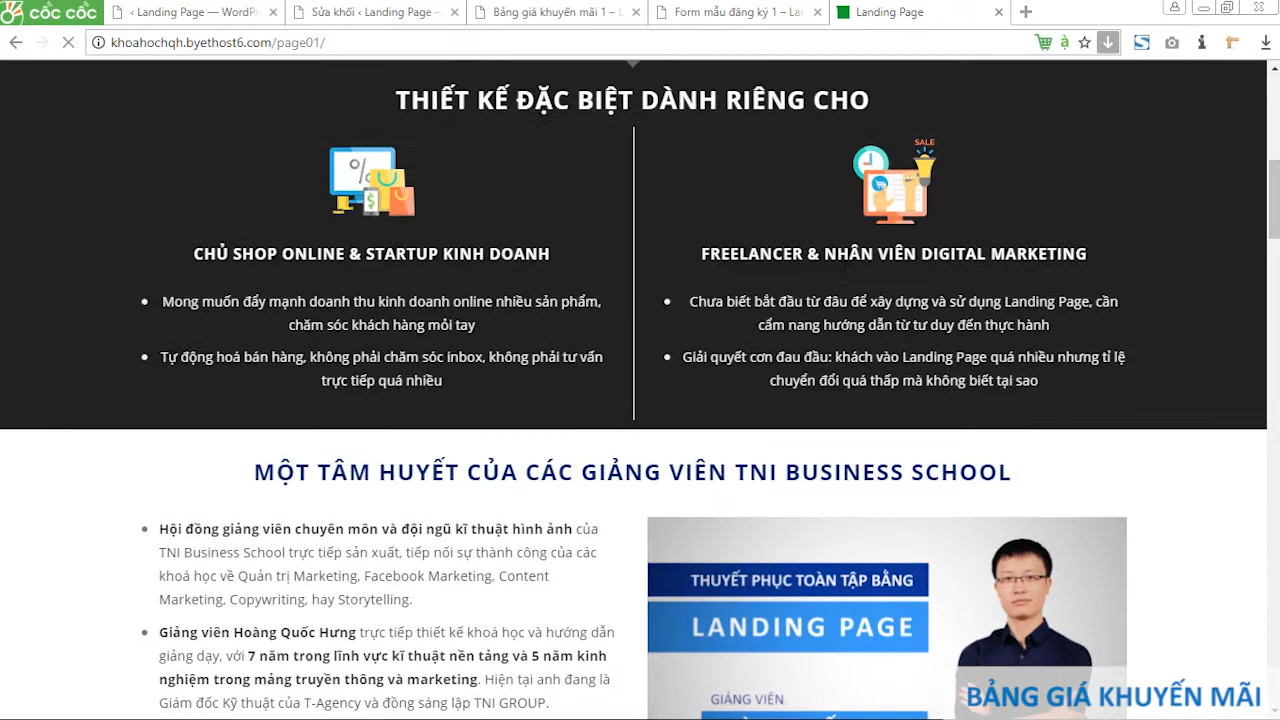 cốc cốc
‹ Landing Page — WordPr
Sửa khối ‹ Landing Page —
Bảng giá khuyến mãi 1 – L
Form mẫu đăng ký 1 – La
Landing Page
khoahochqh.byethost6.com/page01/
THIẾT KẾ ĐẶC BIỆT DÀNH RIÊNG CHO
SALE
CHỦ SHOP ONLINE & STARTUP KINH DOANH
FREELANCER & NHÂN VIÊN DIGITAL MARKETING
Mong muốn đẩy mạnh doanh thu kinh doanh online nhiều sản phẩm,
chăm sóc khách hàng mỏi tay
Tự động hoá bán hàng, không phải chăm sóc inbox, không phải tư vấn
trực tiếp quá nhiều
Chưa biết bắt đầu từ đâu để xây dựng và sử dụng Landing Page, cần
cẩm nang hướng dẫn từ tư duy đến thực hành
Giải quyết cơn đau đầu: khách vào Landing Page quá nhiều nhưng tỉ lệ
chuyển đổi quá thấp mà không biết tại sao
MỘT TÂM HUYẾT CỦA CÁC GIẢNG VIÊN TNI BUSINESS SCHOOL
Hội đồng giảng viên chuyên môn và đội ngũ kĩ thuật hình ảnh của
TNI Business School trực tiếp sản xuất, tiếp nối sự thành công của các
khoá học về Quản trị Marketing, Facebook Marketing, Content
Marketing, Copywriting, hay Storytelling.
Giảng viên Hoàng Quốc Hưng trực tiếp thiết kế khoá học và hướng dẫn
giảng dạy, với 7 năm trong lĩnh vực kĩ thuật nền tảng và 5 năm kinh
nghiệm trong mảng truyền thông và marketing. Hiện tại anh đang là
Giám đốc Kỹ thuật của T-Agency và đồng sáng lập TNI GROUP.
THUYẾT PHỤC TOÀN TẬP BẰNG
LANDING PAGE
GIẢNG VIÊN
BẢNG GIÁ KHUYẾN MÃI